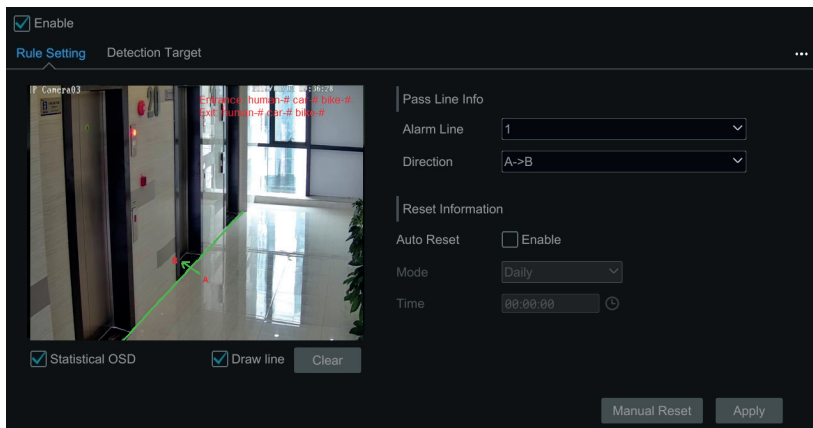 Enable
Rule Setting Detection Target ...
IP Camera03
Entrance: human-# car-# bike-#
Exit: human-# car-# bike-#
B
A
Statistical OSD Draw line Clear
Pass Line Info
Alarm Line 1
Direction A->B
Reset Information
Auto Reset Enable
Mode Daily
Time 00:00:00
Manual Reset Apply